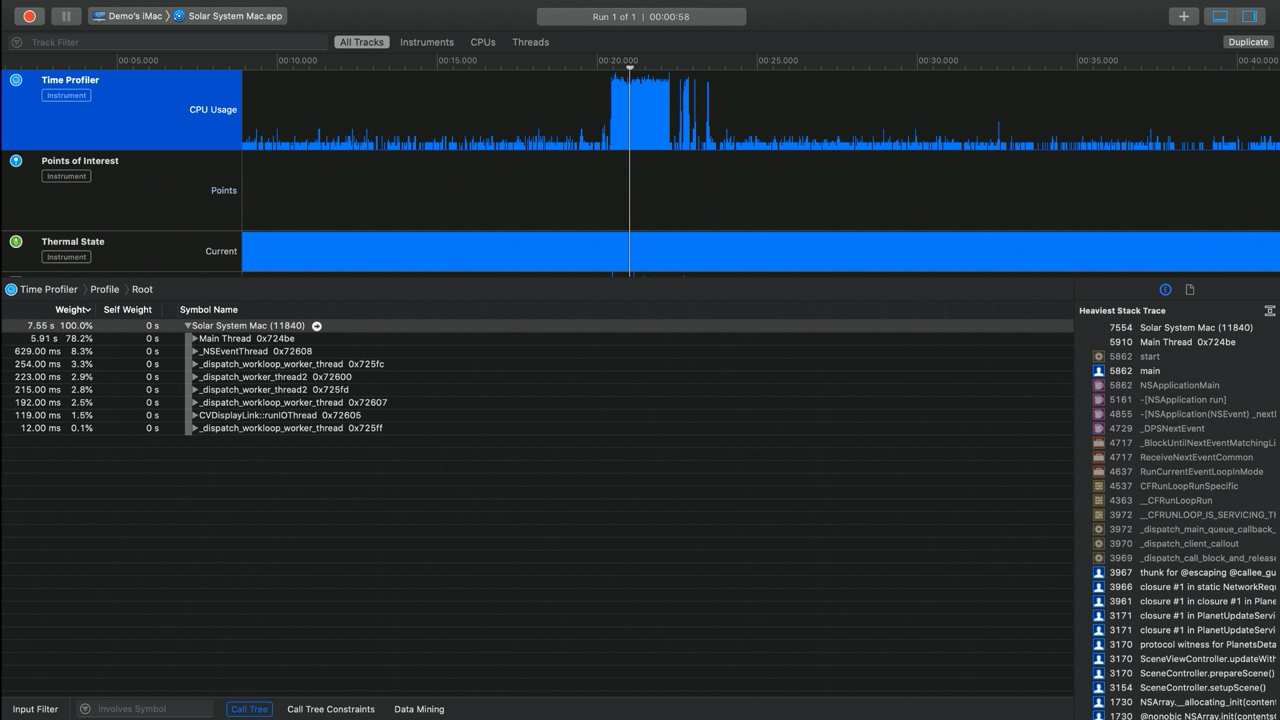 Demo's iMac 〉 Solar System Mac.app
Run 1 of 1 | 00:00:58
Track Filter
All Tracks Instruments CPUs Threads
Duplicate
00:05.000 00:10.000 00:15.000 00:20.000 00:25.000 00:30.000 00:35.000 00:40.000
Time Profiler
Instrument
CPU Usage
Points of Interest
Instrument
Points
Thermal State
Instrument
Current
Time Profiler 〉 Profile 〉 Root
Weight Self Weight Symbol Name
7.55 s 100.0% 0 s Solar System Mac (11840)
5.91 s 78.2% 0 s Main Thread 0x724be
629.00 ms 8.3% 0 s _NSEventThread 0x72608
254.00 ms 3.3% 0 s _dispatch_workloop_worker_thread 0x725fc
223.00 ms 2.9% 0 s _dispatch_worker_thread2 0x72600
215.00 ms 2.8% 0 s _dispatch_worker_thread2 0x725fd
192.00 ms 2.5% 0 s _dispatch_workloop_worker_thread 0x72607
119.00 ms 1.5% 0 s CVDisplayLink::runIOThread 0x72605
12.00 ms 0.1% 0 s _dispatch_workloop_worker_thread 0x725ff
Heaviest Stack Trace
7554 Solar System Mac (11840)
5910 Main Thread 0x724be
5862 start
5862 main
5862 NSApplicationMain
5161 -[NSApplication run]
4855 -[NSApplication(NSEvent) _nextI
4729 _DPSNextEvent
4717 _BlockUntilNextEventMatchingLi
4717 ReceiveNextEventCommon
4637 RunCurrentEventLoopInMode
4537 CFRunLoopRunSpecific
4363 __CFRunLoopRun
3972 __CFRUNLOOP_IS_SERVICING_TH
3972 _dispatch_main_queue_callback_
3970 _dispatch_client_callout
3969 _dispatch_call_block_and_release
3967 thunk for @escaping @callee_gu
3966 closure #1 in static NetworkRequ
3961 closure #1 in closure #1 in Plane
3171 closure #1 in PlanetUpdateServi
3171 closure #1 in PlanetUpdateServi
3170 protocol witness for PlanetsDeta
3170 SceneViewController.updateWith
3170 SceneController.prepareScene()
3154 SceneController.setupScene()
1730 NSArray.__allocating_init(conten
1730 @nonobjc NSArray.init(contents
Input Filter Involves Symbol Call Tree Call Tree Constraints Data Mining